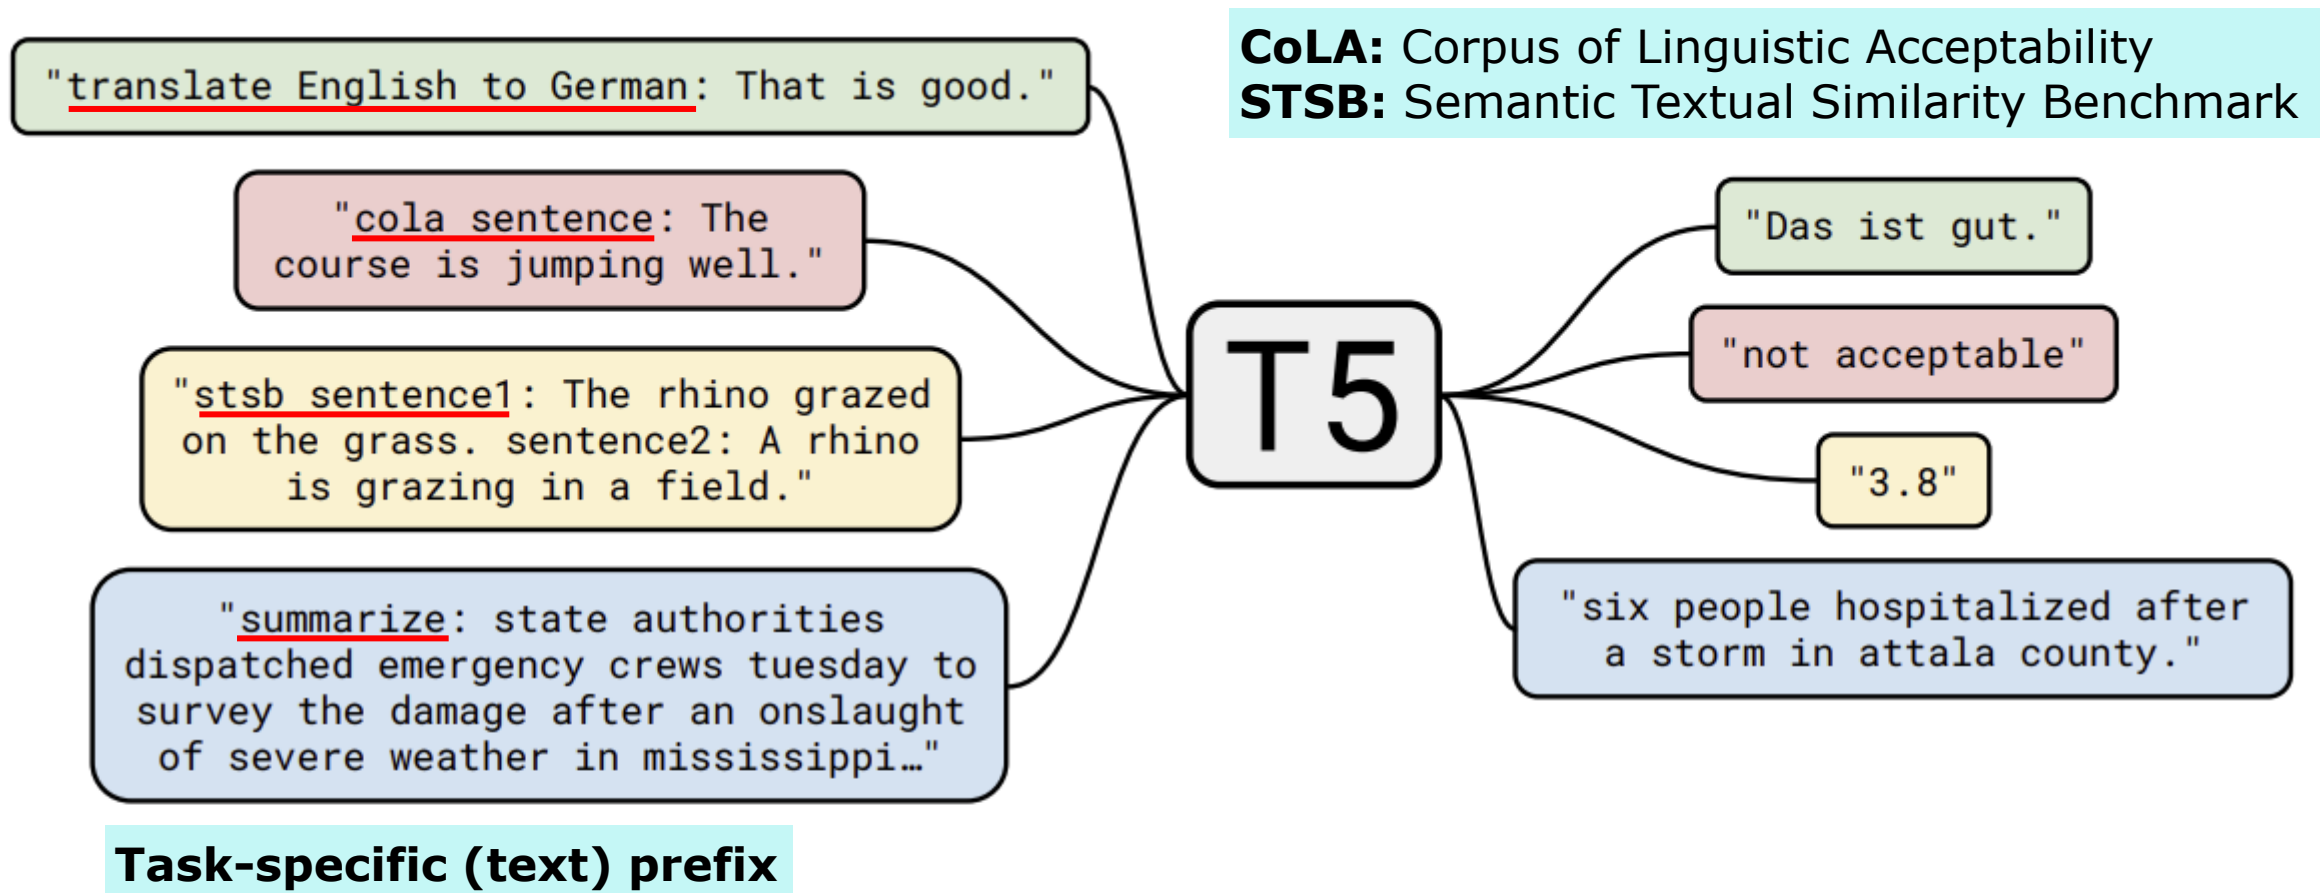 "translate English to German: That is good."
CoLA: Corpus of Linguistic Acceptability
STSB: Semantic Textual Similarity Benchmark
"cola sentence: The
course is jumping well."
"stsb sentence1: The rhino grazed
on the grass. sentence2: A rhino
is grazing in a field."
"summarize: state authorities
dispatched emergency crews tuesday to
survey the damage after an onslaught
of severe weather in mississippi…"
Task-specific (text) prefix
T5
"Das ist gut."
"not acceptable"
"3.8"
"six people hospitalized after
a storm in attala county."